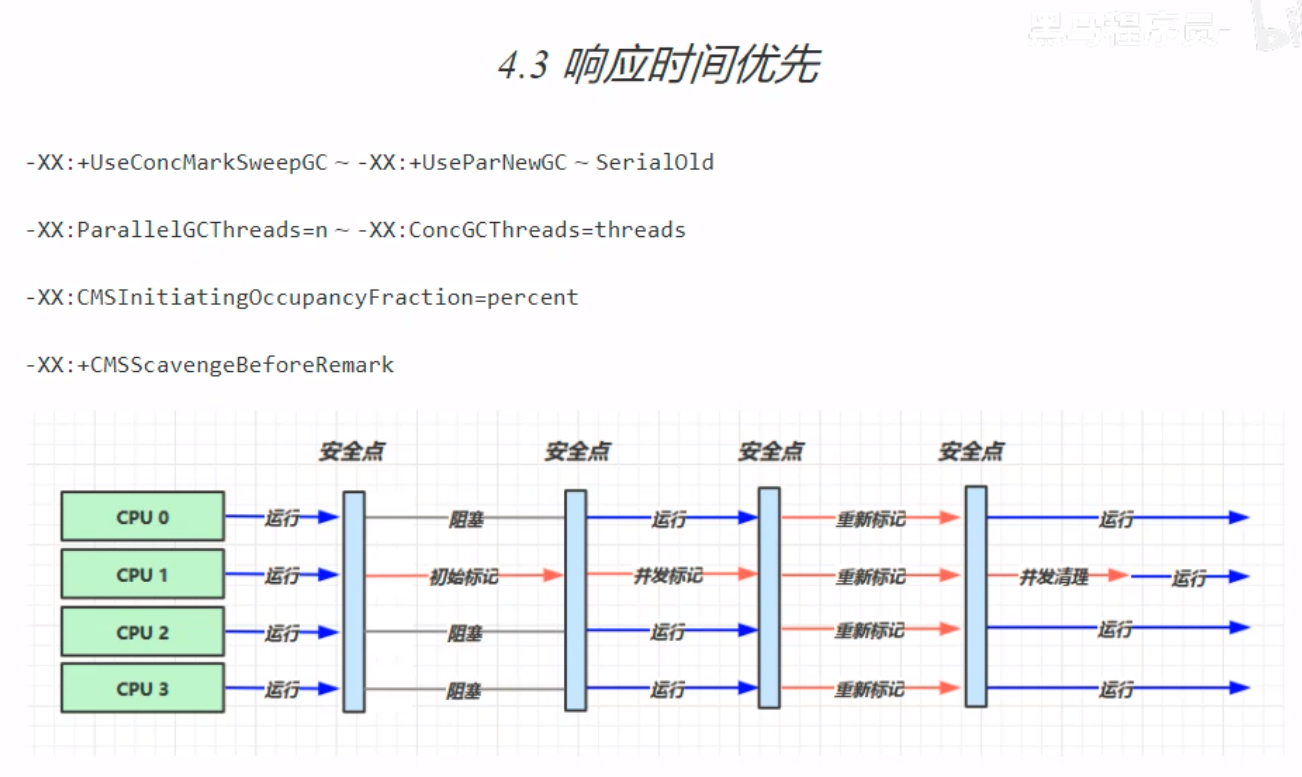 黑马程序员-
4.3 响应时间优先
-XX:+UseConcMarkSweepGC ~ -XX:+UseParNewGC ~ SerialOld
-XX:ParallelGCThreads=n ~ -XX:ConcGCThreads=threads
-XX:CMSInitiatingOccupancyFraction=percent
-XX:+CMSScavengeBeforeRemark
安全点 安全点 安全点 安全点
CPU 0 运行 阻塞 运行 重新标记 运行
CPU 1 运行 初始标记 并发标记 重新标记 并发清理 运行
CPU 2 运行 阻塞 运行 重新标记 运行
CPU 3 运行 阻塞 运行 重新标记 运行